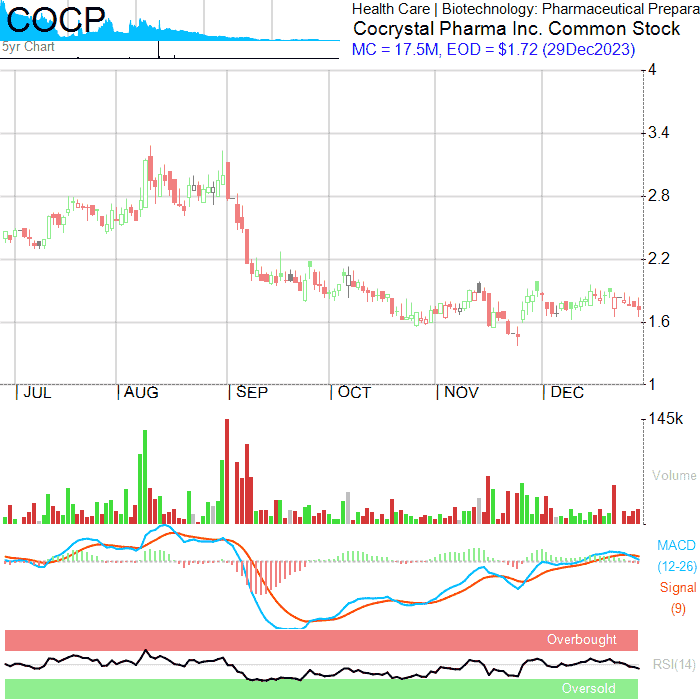 COCP
5yr Chart
Health Care | Biotechnology: Pharmaceutical Prepara
Cocrystal Pharma Inc. Common Stock
MC = 17.5M, EOD = $1.72 (29Dec2023)
4
3.4
2.8
2.2
1.6
1
|JUL |AUG |SEP |OCT |NOV |DEC
145k
Volume
MACD
(12-26)
Signal
(9)
Overbought
RSI(14)
Oversold